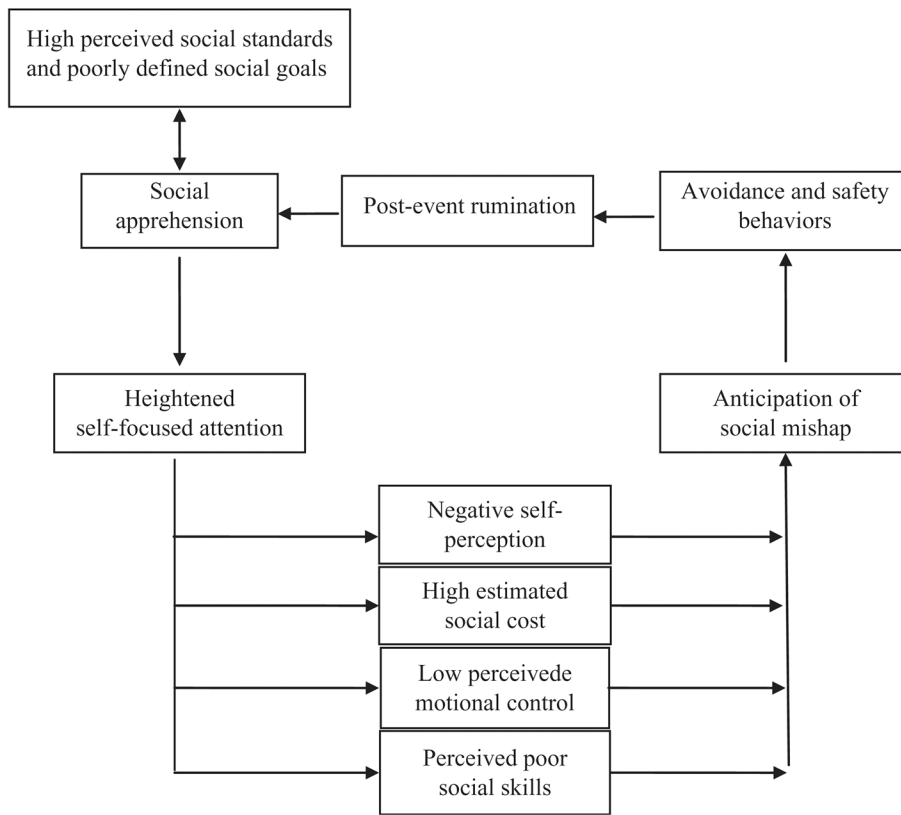 High perceived social standards
and poorly defined social goals
Social
apprehension
Post-event rumination
Avoidance and safety
behaviors
Heightened
self-focused attention
Anticipation of
social mishap
Negative self-
perception
High estimated
social cost
Low perceivede
motional control
Perceived poor
social skills